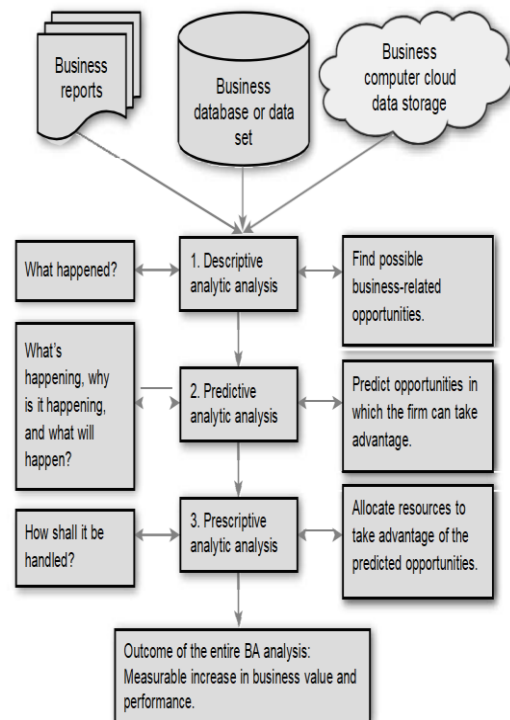 Business
reports
Business
database or data
set
Business
computer cloud
data storage
What happened?
1. Descriptive
analytic analysis
Find possible
business-related
opportunities.
What's
happening, why
is it happening,
and what will
happen?
2. Predictive
analytic analysis
Predict opportunities in
which the firm can take
advantage.
How shall it be
handled?
3. Prescriptive
analytic analysis
Allocate resources to
take advantage of the
predicted opportunities.
Outcome of the entire BA analysis:
Measurable increase in business value and
performance.